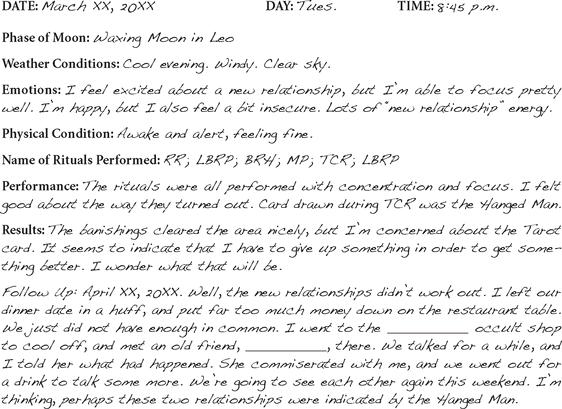 DATE: March XX, 20XX DAY: Tues. TIME: 8:45 p.m.
Phase of Moon: Waxing Moon in Leo
Weather Conditions: Cool evening. Windy. Clear sky.
Emotions: I feel excited about a new relationship, but I'm able to focus pretty
well. I'm happy, but I also feel a bit insecure. Lots of "new relationship" energy.
Physical Condition: Awake and alert, feeling fine.
Name of Rituals Performed: RR; LBRP; BRH; MP; TCR; LBRP
Performance: The rituals were all performed with concentration and focus. I felt
good about the way they turned out. Card drawn during TCR was the Hanged Man.
Results: The banishings cleared the area nicely, but I'm concerned about the Tarot
card. It seems to indicate that I have to give up something in order to get some-
thing better. I wonder what that will be.
Follow Up: April XX, 20XX. Well, the new relationships didn't work out. I left our
dinner date in a huff, and put far too much money down on the restaurant table.
We just did not have enough in common. I went to the ____________ occult shop
to cool off, and met an old friend, ____________, there. We talked for a while, and
I told her what had happened. She commiserated with me, and we went out for
a drink to talk some more. We're going to see each other again this weekend. I'm
thinking, perhaps these two relationships were indicated by the Hanged Man.